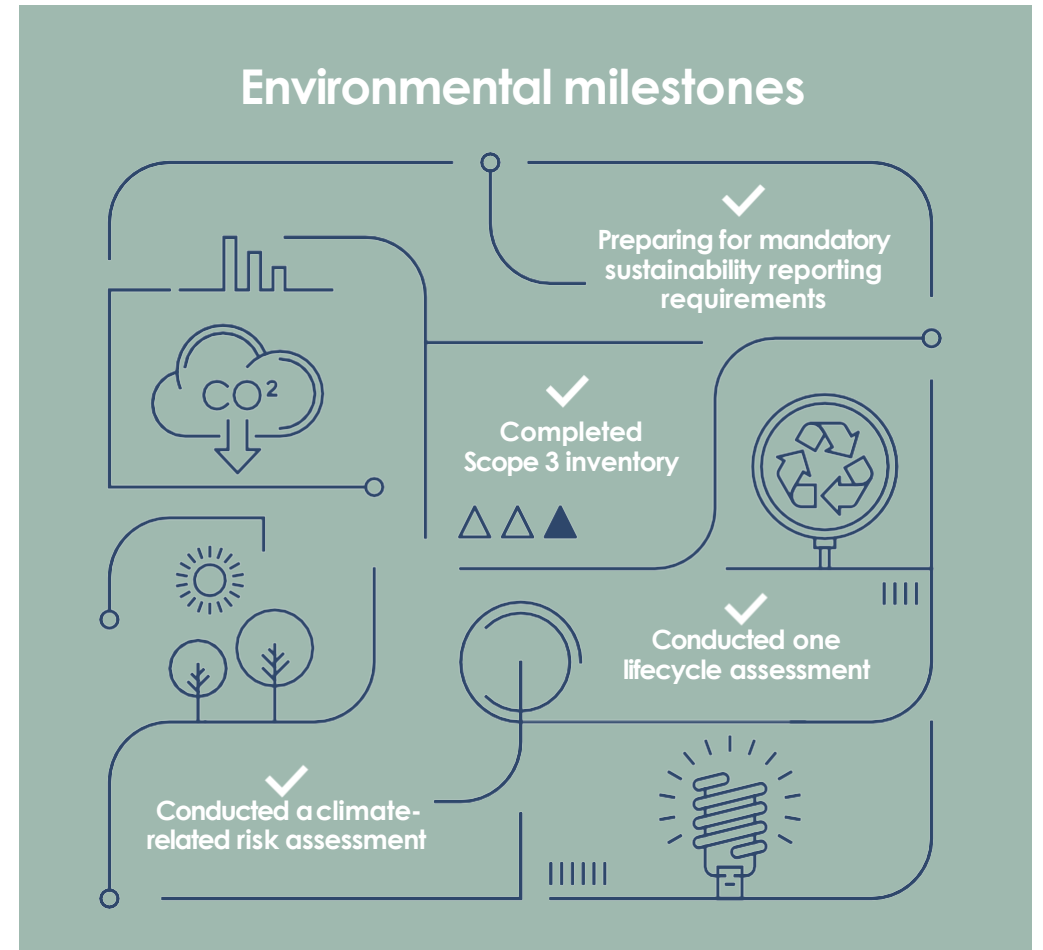 Environmental milestones
Preparing for mandatory
sustainability reporting
requirements
CO²
Completed
Scope 3 inventory
Conducted one
lifecycle assessment
Conducted a climate-
related risk assessment